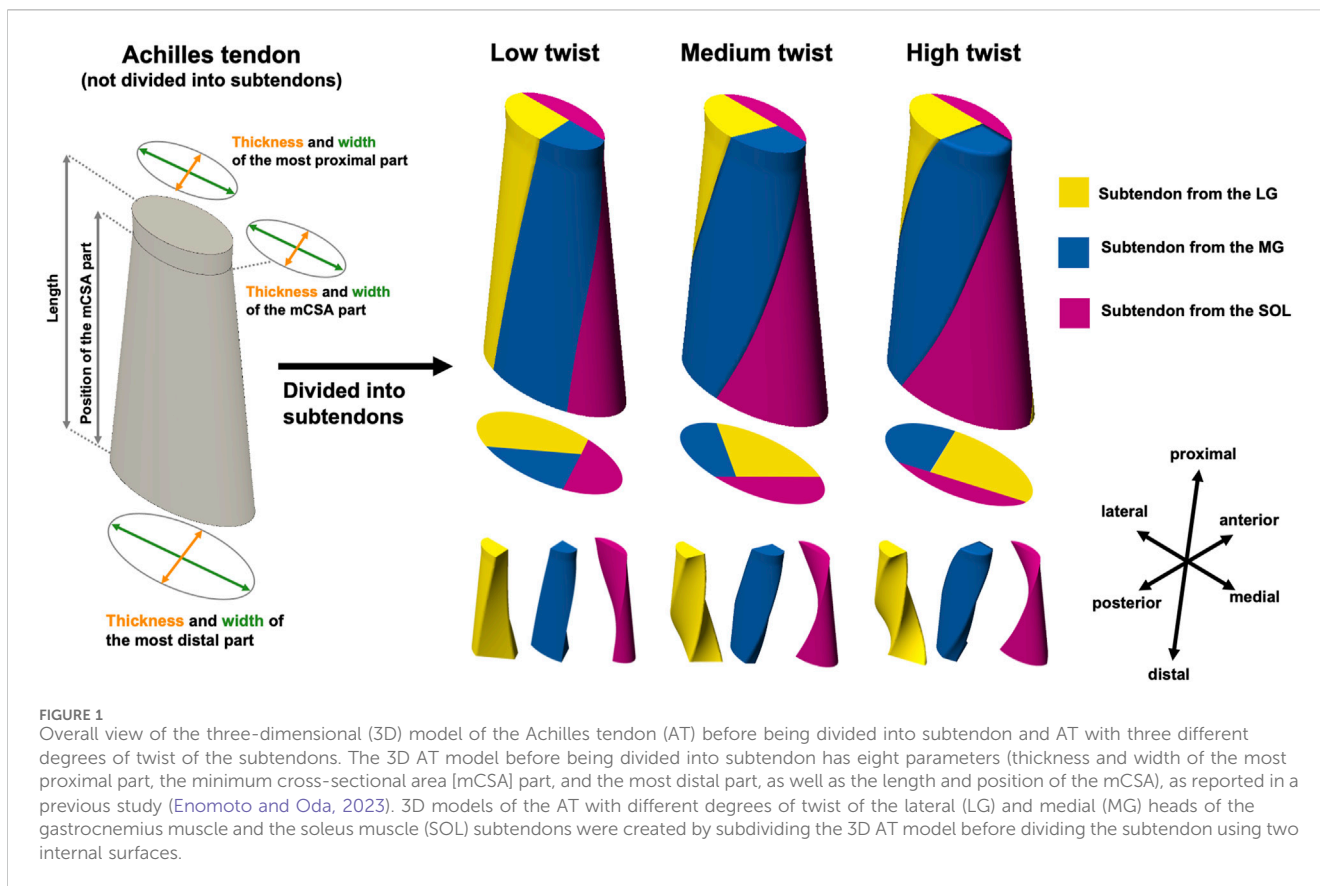 Achilles tendon
(not divided into subtendons)
Low twist
Medium twist
High twist
Thickness and width
of the most proximal part
Length
Position of the mCSA part
Thickness and width
of the mCSA part
Divided into
subtendons
Thickness and width of
the most distal part
Subtendon from the LG
Subtendon from the MG
Subtendon from the SOL
proximal
lateral
anterior
posterior
medial
distal
FIGURE 1
Overall view of the three-dimensional (3D) model of the Achilles tendon (AT) before being divided into subtendon and AT with three different
degrees of twist of the subtendons. The 3D AT model before being divided into subtendon has eight parameters (thickness and width of the most
proximal part, the minimum cross-sectional area [mCSA] part, and the most distal part, as well as the length and position of the mCSA), as reported in a
previous study (Enomoto and Oda, 2023). 3D models of the AT with different degrees of twist of the lateral (LG) and medial (MG) heads of the
gastrocnemius muscle and the soleus muscle (SOL) subtendons were created by subdividing the 3D AT model before dividing the subtendon using two
internal surfaces.